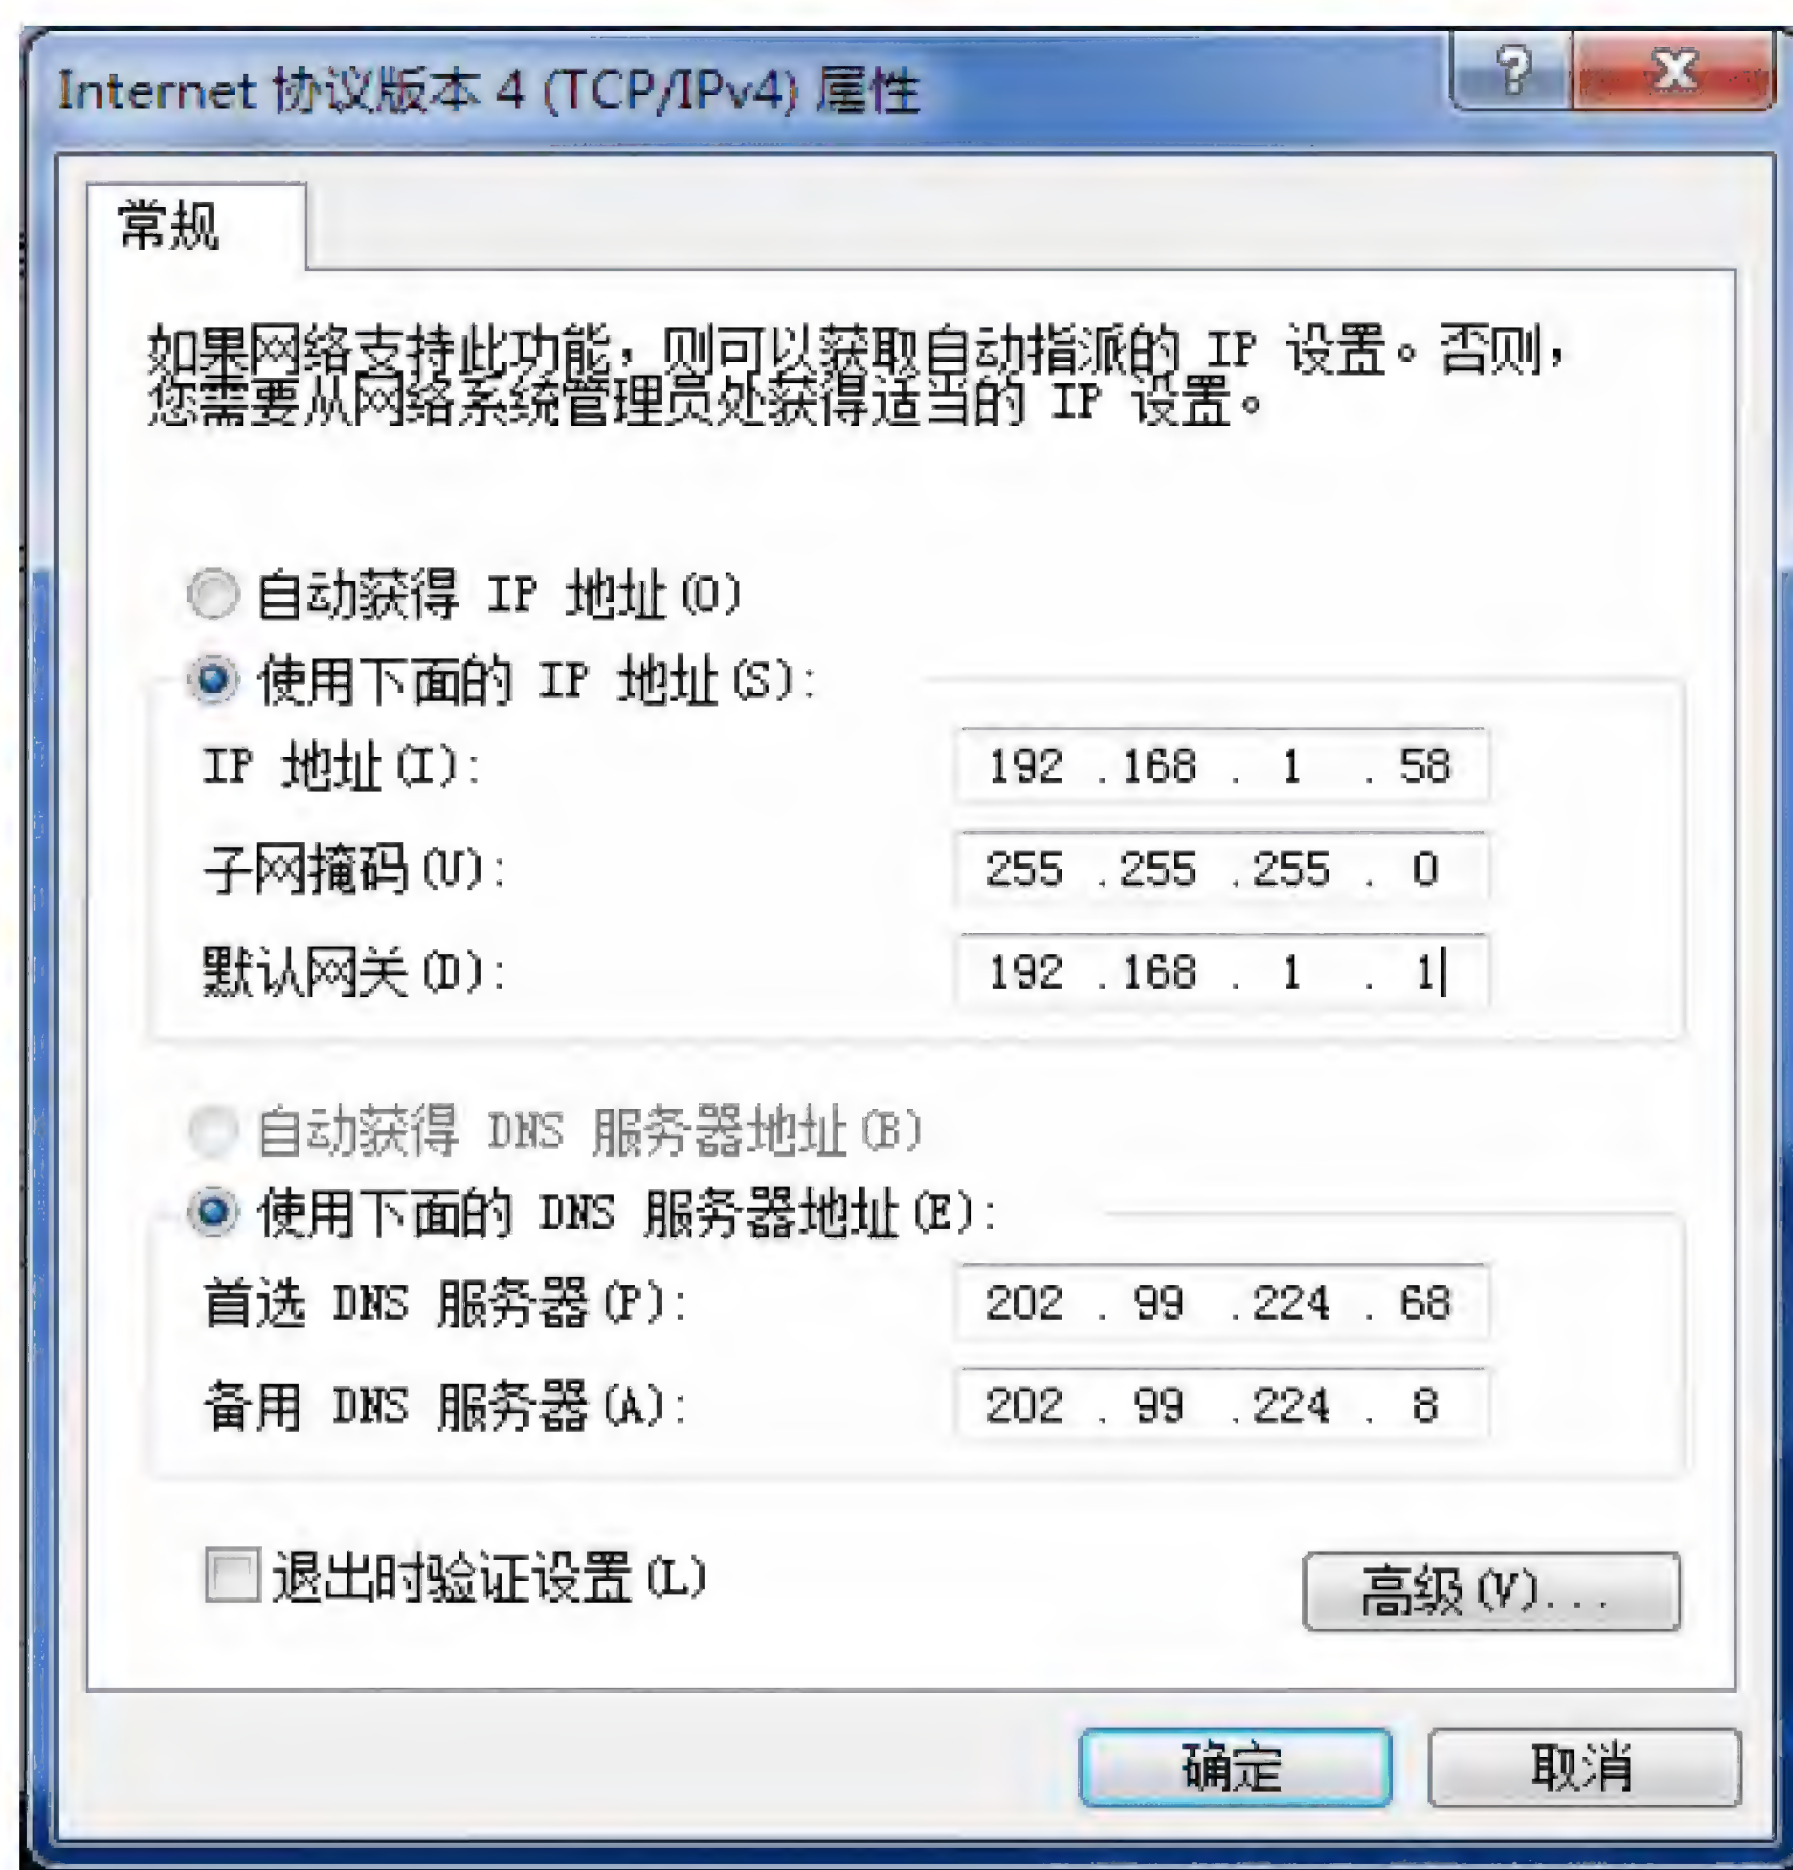 Internet 协议版本 4 (TCP/IPv4) 属性
常规
如果网络支持此功能，则可以获取自动指派的 IP 设置。否则，
您需要从网络系统管理员处获得适当的 IP 设置。
自动获得 IP 地址(O)
使用下面的 IP 地址(S):
IP 地址(I): 192 . 168 . 1 . 58
子网掩码(U): 255 . 255 . 255 . 0
默认网关(D): 192 . 168 . 1 . 1
自动获得 DNS 服务器地址(B)
使用下面的 DNS 服务器地址(E):
首选 DNS 服务器(P): 202 . 99 . 224 . 68
备用 DNS 服务器(A): 202 . 99 . 224 . 8
退出时验证设置(L)
高级(V)...
确定 取消